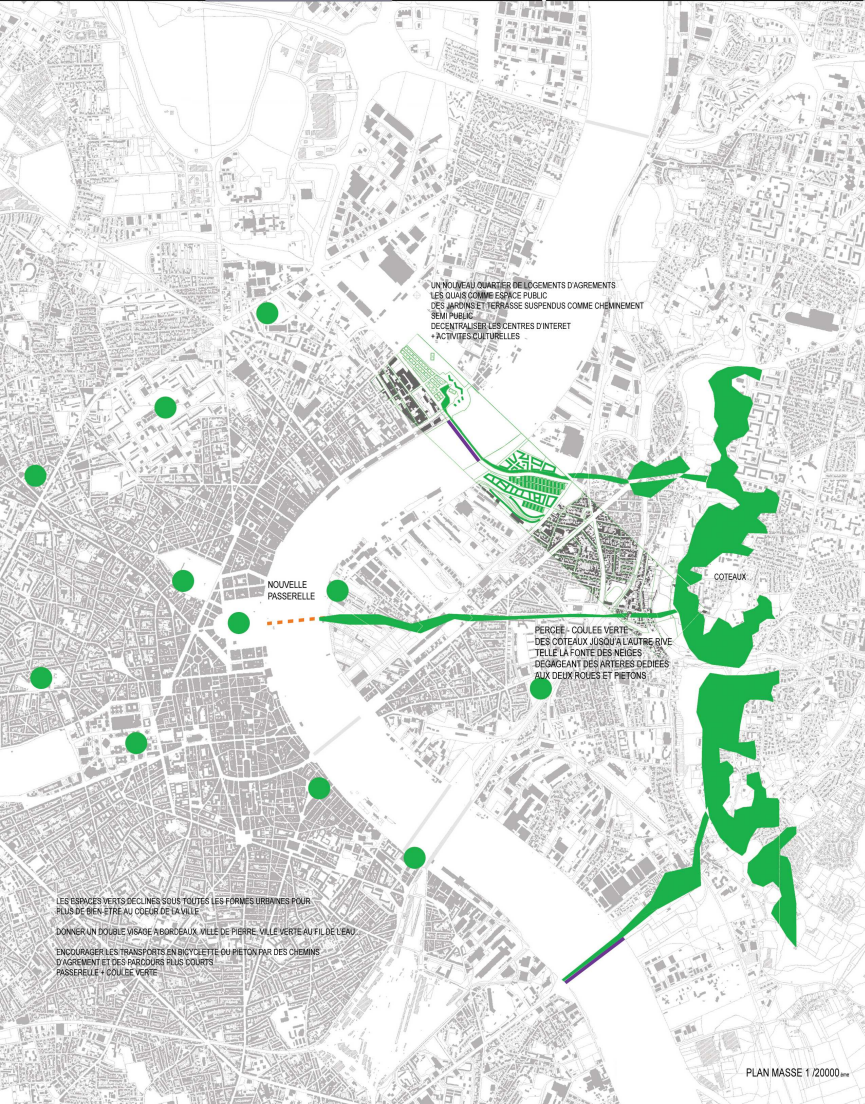 UN NOUVEAU QUARTIER DE LOGEMENTS D'AGREMENTS
LES QUAIS COMME ESPACE PUBLIC
DES JARDINS ET TERRASSE SUSPENDUS COMME CHEMINEMENT
SEMI PUBLIC
DECENTRALISER LES CENTRES D'INTERET
+ ACTIVITES CULTURELLES
NOUVELLE
PASSERELLE
COTEAUX
PERCEE - COULEE VERTE
DES COTEAUX JUSQU'A L'AUTRE RIVE
TELLE LA FONTE DES NEIGES
DEGAGEANT DES ARTERES DEDIEES
AUX DEUX ROUES ET PIETONS
LES ESPACES VERTS DECLINES SOUS TOUTES LES FORMES URBAINES POUR
PLUS DE BIEN-ETRE AU COEUR DE LA VILLE
DONNER UN DOUBLE VISAGE A BORDEAUX, VILLE DE PIERRE, VILLE VERTE AU FIL DE L'EAU...
ENCOURAGER LES TRANSPORTS EN BICYCLETTE OU PIETON PAR DES CHEMINS
D'AGREMENT ET DES PARCOURS PLUS COURTS
PASSERELLE + COULEE VERTE
PLAN MASSE 1 /20000 ème